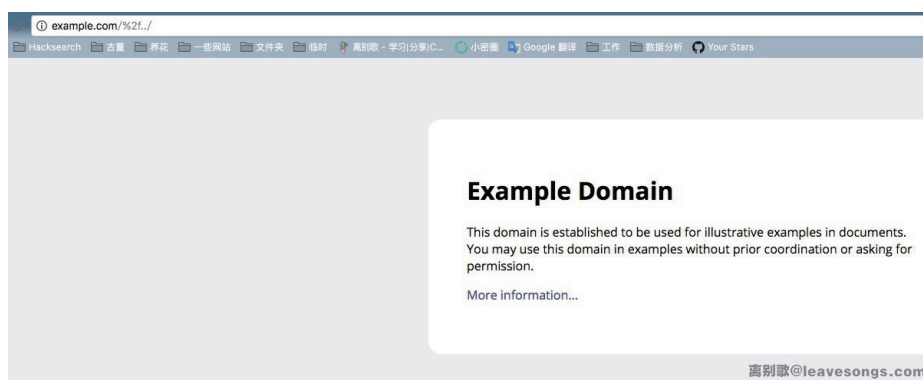 example.com/%2f../
Hacksearch 古董 养花 一些网站 文件夹 临时 离别歌 - 学习|分享|C... 小密圈 Google 翻译 工作 数据分析 Your Stars
Example Domain
This domain is established to be used for illustrative examples in documents.
You may use this domain in examples without prior coordination or asking for
permission.
More information...
离别歌@leavesongs.com